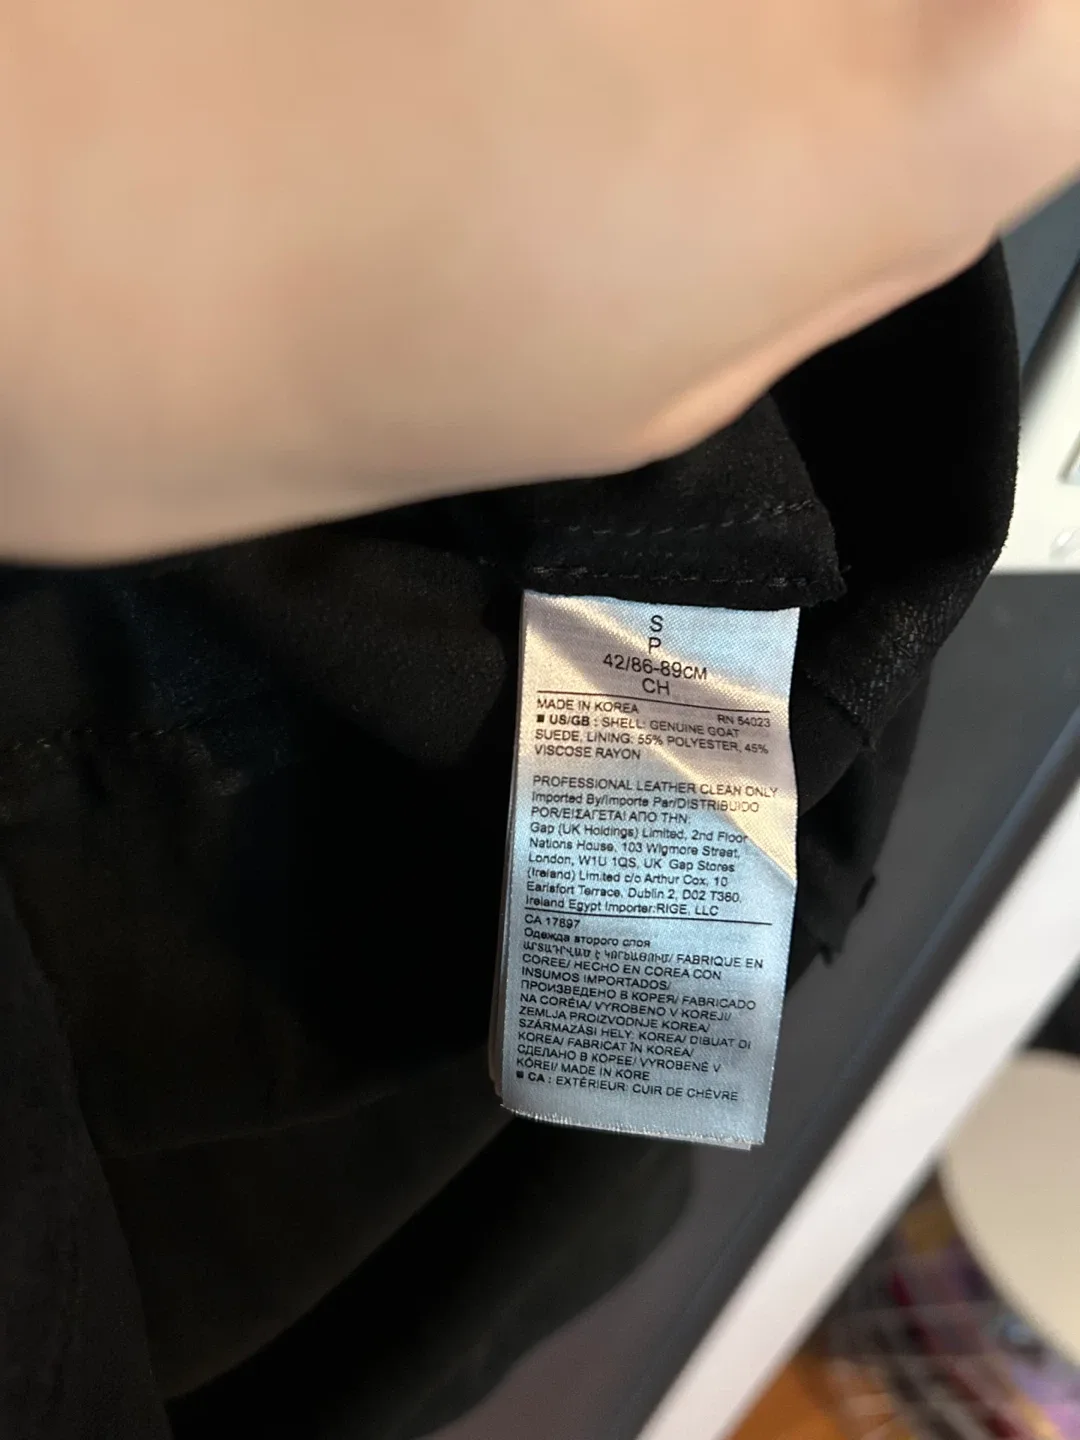 S
P
42/86-89CM
CH
MADE IN KOREA RN 54023
■ US/GB : SHELL: GENUINE GOAT
SUEDE, LINING: 55% POLYESTER, 45%
VISCOSE RAYON
PROFESSIONAL LEATHER CLEAN ONLY
Imported By/Importe Par/DISTRIBUIDO
POR/ΕΙΣΑΓΕΤΑΙ ΑΠΟ ΤΗΝ:
Gap (UK Holdings) Limited, 2nd Floor
Nations House, 103 Wigmore Street,
London, W1U 1QS, UK Gap Stores
(Ireland) Limited c/o Arthur Cox, 10
Earlsfort Terrace, Dublin 2, D02 T380,
Ireland Egypt Importer:RIGE, LLC
CA 17897
Одежда второго слоя
ԱՐՏԱԴՐՎԱԾ Է ԿՈՐԵԱՅՈՒՄ/ FABRIQUE EN
COREE/ HECHO EN COREA CON
INSUMOS IMPORTADOS/
ПРОИЗВЕДЕНО В КОРЕЯ/ FABRICADO
NA CORÉIA/ VYROBENO V KOREJI/
ZEMLJA PROIZVODNJE KOREA/
SZÁRMAZÁSI HELY: KOREA/ DIBUAT DI
KOREA/ FABRICAT ÎN KOREA/
СДЕЛАНО В КОРЕЕ/ VYROBENÉ V
KÓREI/ MADE IN KORE
■ CA : EXTÉRIEUR: CUIR DE CHÈVRE